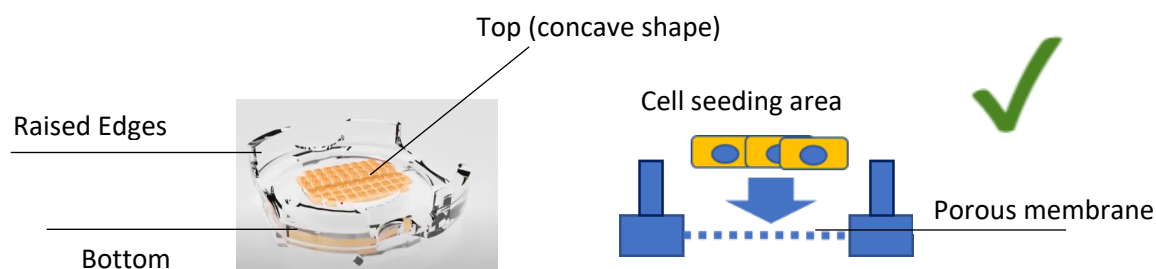 Top (concave shape)
Raised Edges
Cell seeding area
Porous membrane
Bottom